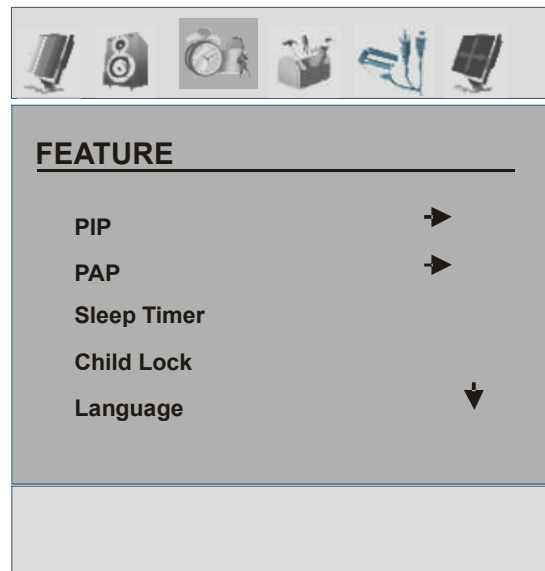 FEATURE
PIP
PAP
Sleep Timer
Child Lock
Language